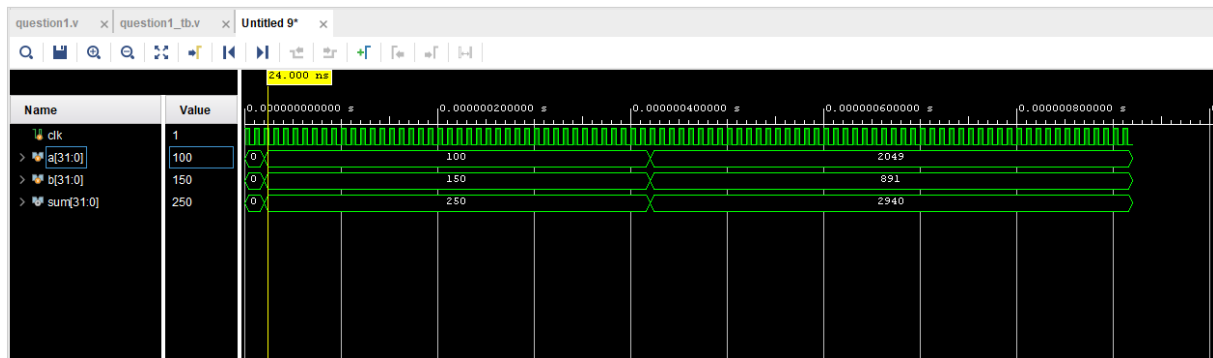 question1.v × question1_tb.v × Untitled 9* ×
24.000 ns
Name Value 0.000000000000 s 0.000000200000 s 0.000000400000 s 0.000000600000 s 0.000000800000 s
clk 1
a[31:0] 100 0 100 2049
b[31:0] 150 0 150 891
sum[31:0] 250 0 250 2940